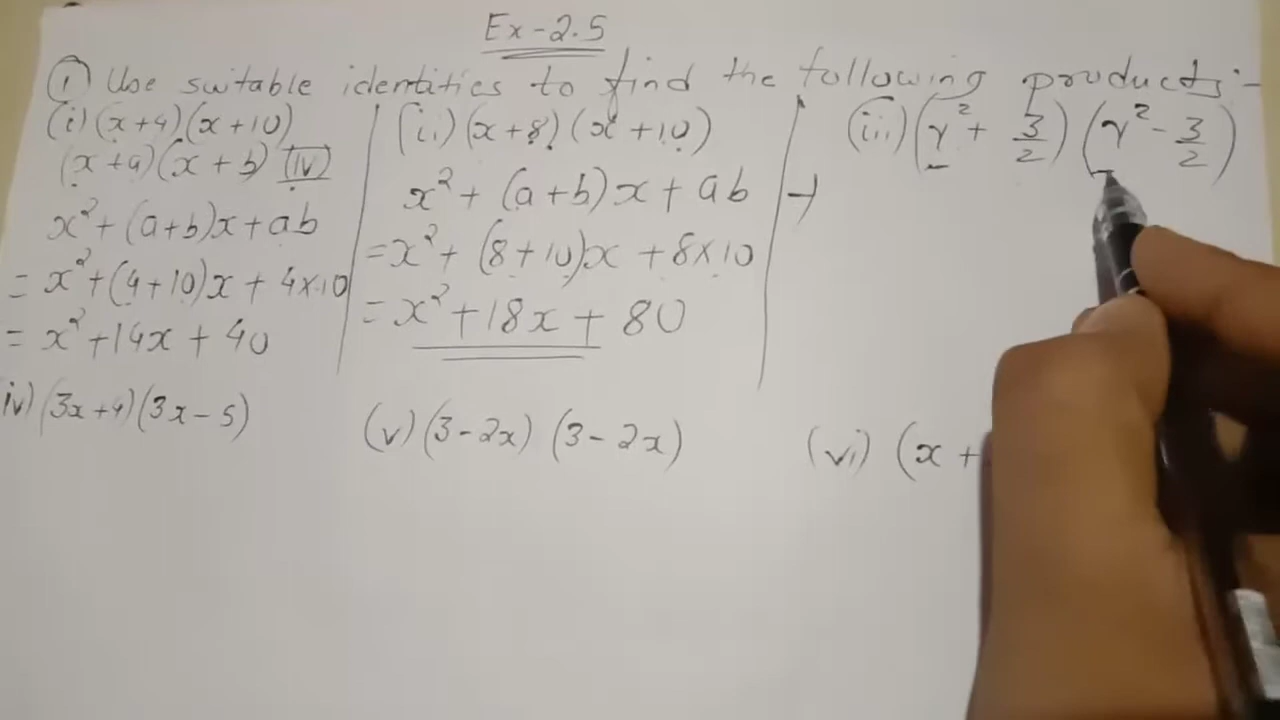 Ex-2.5
① Use suitable identities to find the following products:-
(i) (x+4)(x+10)
(x+a)(x+b) (iv)
x²+(a+b)x+ab
= x²+(4+10)x+4×10
= x²+14x+40
(ii) (x+8)(x+10)
x²+(a+b)x+ab
= x²+(8+10)x+8×10
= x²+18x+80
(iii) (y²+3/2)(y²-3/2)
iv) (3x+4)(3x-5)
(v) (3-2x)(3-2x)
(vi) (x+